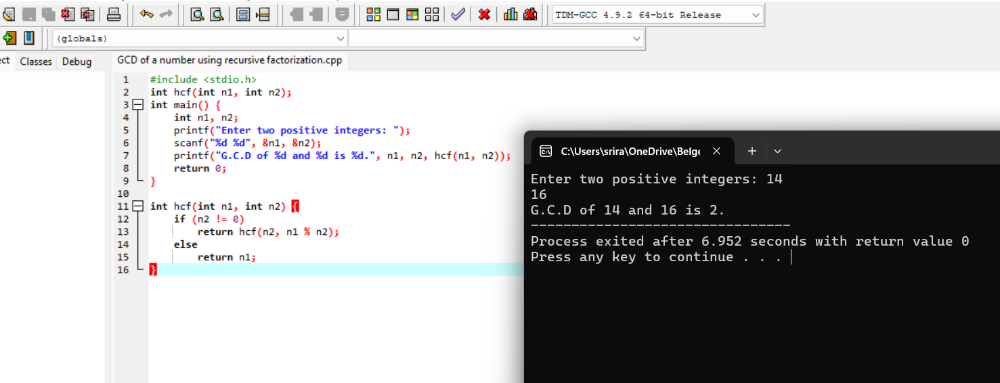 TDM-GCC 4.9.2 64-bit Release
(globals)
ct Classes Debug
GCD of a number using recursive factorization.cpp
1 #include <stdio.h>
2 int hcf(int n1, int n2);
3 int main() {
4 int n1, n2;
5 printf("Enter two positive integers: ");
6 scanf("%d %d", &n1, &n2);
7 printf("G.C.D of %d and %d is %d.", n1, n2, hcf(n1, n2));
8 return 0;
9 }
10
11 int hcf(int n1, int n2) {
12 if (n2 != 0)
13 return hcf(n2, n1 % n2);
14 else
15 return n1;
16 }
C:\Users\srira\OneDrive\Belge
Enter two positive integers: 14
16
G.C.D of 14 and 16 is 2.
--------------------------------
Process exited after 6.952 seconds with return value 0
Press any key to continue . . .